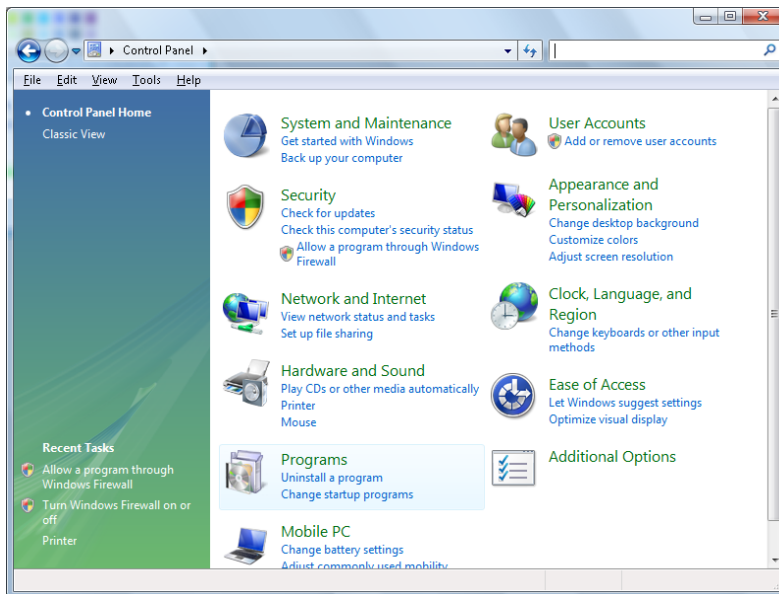 Control Panel
File Edit View Tools Help
Control Panel Home
Classic View
System and Maintenance
Get started with Windows
Back up your computer
Security
Check for updates
Check this computer's security status
Allow a program through Windows
Firewall
Network and Internet
View network status and tasks
Set up file sharing
Hardware and Sound
Play CDs or other media automatically
Printer
Mouse
Programs
Uninstall a program
Change startup programs
Mobile PC
Change battery settings
Adjust commonly used mobility
User Accounts
Add or remove user accounts
Appearance and
Personalization
Change desktop background
Customize colors
Adjust screen resolution
Clock, Language, and
Region
Change keyboards or other input
methods
Ease of Access
Let Windows suggest settings
Optimize visual display
Additional Options
Recent Tasks
Allow a program through
Windows Firewall
Turn Windows Firewall on or
off
Printer